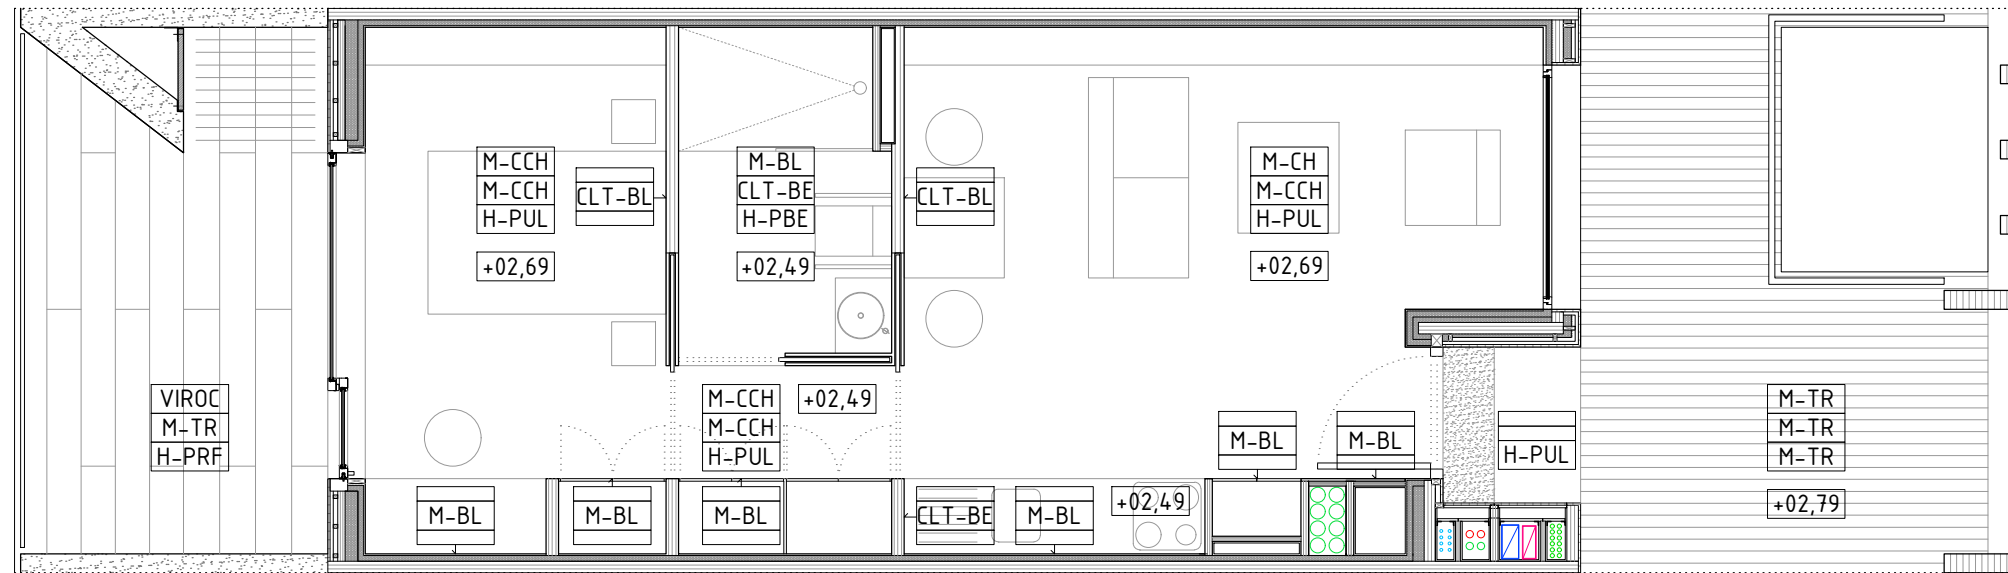 M-CCH
M-CCH
H-PUL
+02,69
CLT-BL
M-BL
CLT-BE
H-PBE
+02,49
CLT-BL
M-CH
M-CCH
H-PUL
+02,69
VIROC
M-TR
H-PRF
M-CCH
M-CCH
H-PUL
+02,49
M-BL
M-BL
H-PUL
M-TR
M-TR
M-TR
+02,79
M-BL
M-BL
M-BL
CLT-BE
M-BL
+02,49